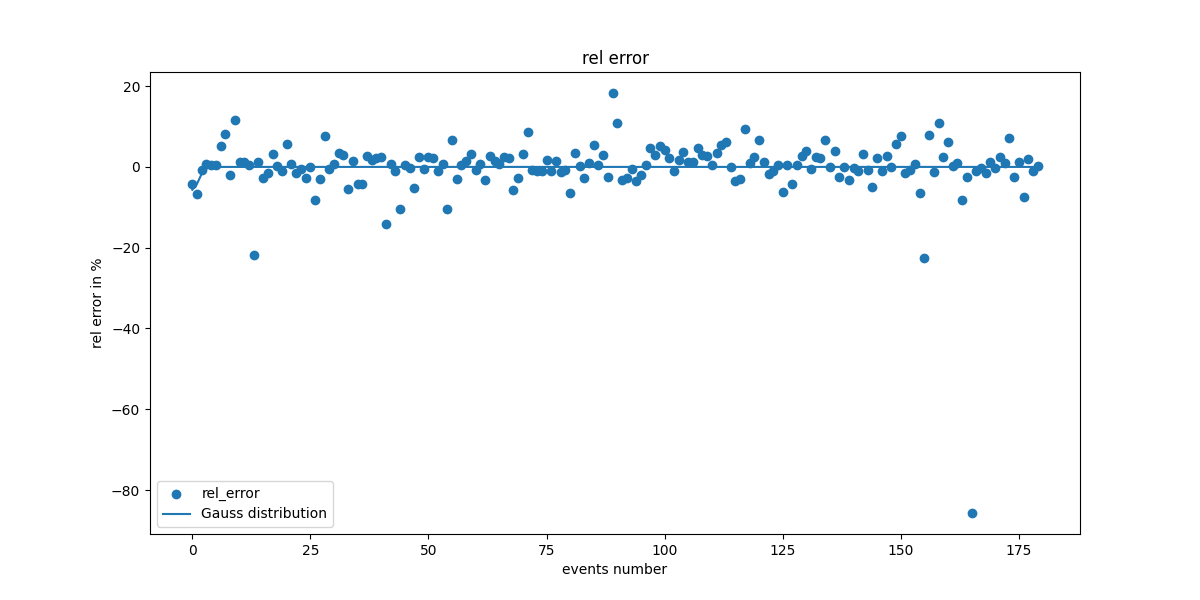 rel error
20
0
−20
−40
−60
−80
rel error in %
rel_error
Gauss distribution
0 25 50 75 100 125 150 175
events number